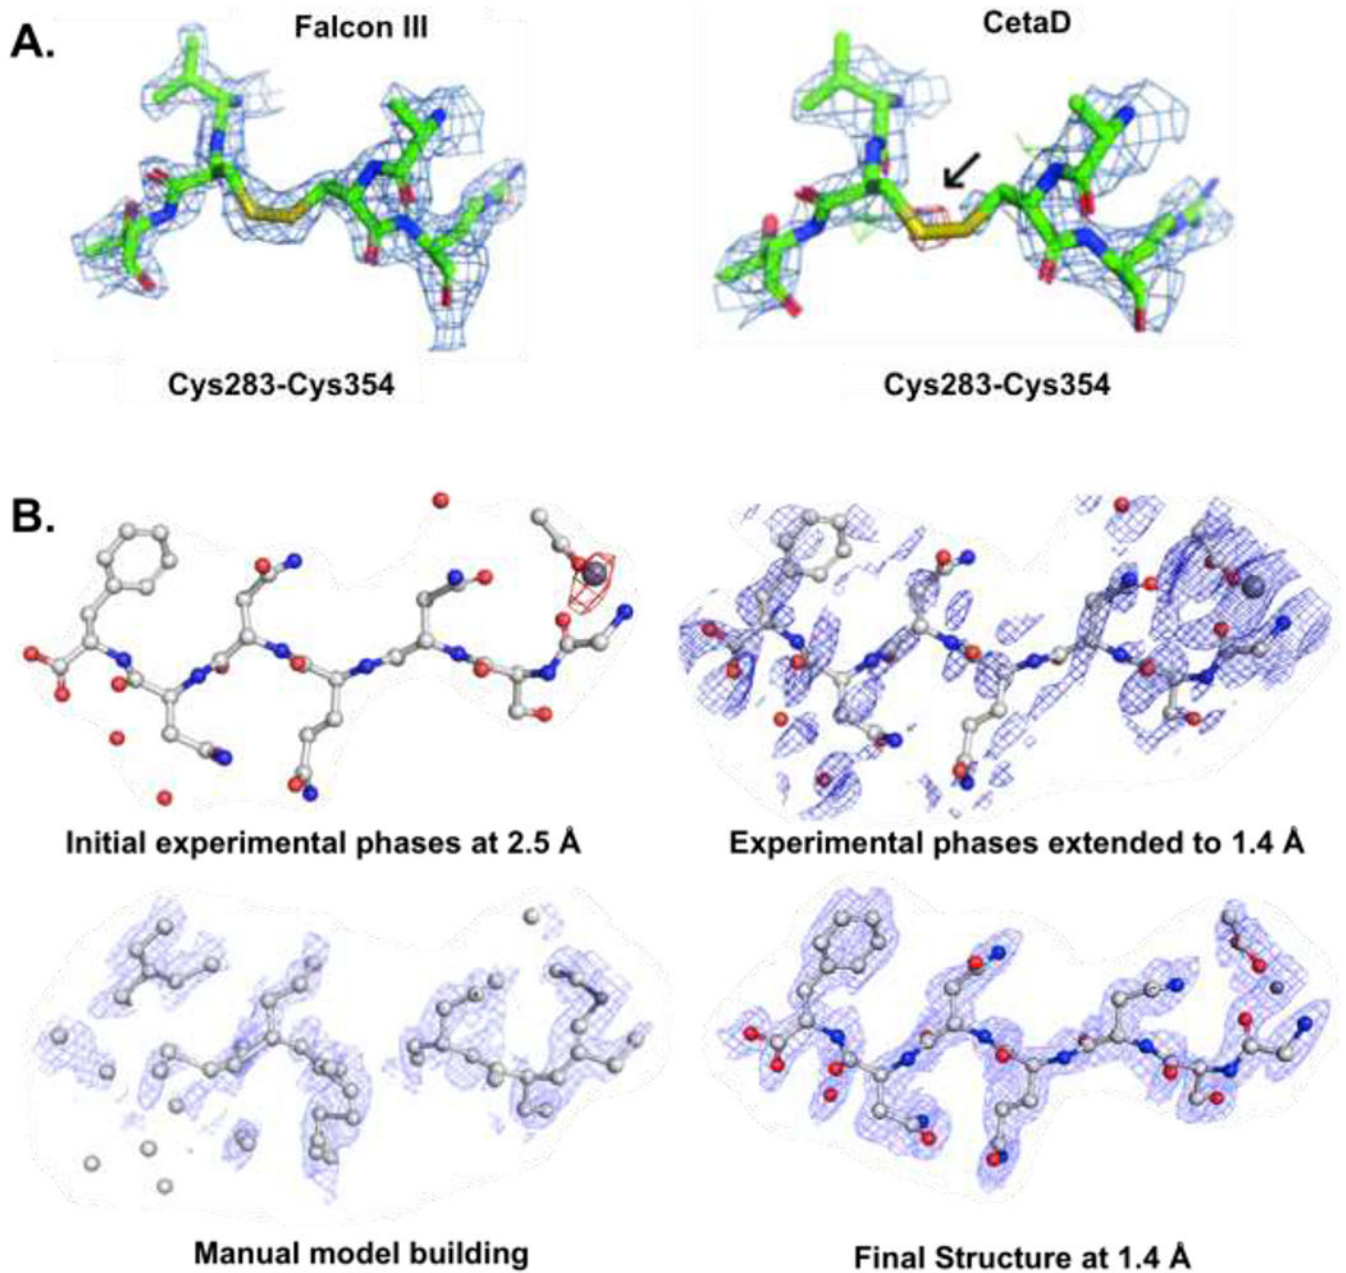 A.
Falcon III
CetaD
Cys283-Cys354
Cys283-Cys354
B.
Initial experimental phases at 2.5 Å
Experimental phases extended to 1.4 Å
Manual model building
Final Structure at 1.4 Å